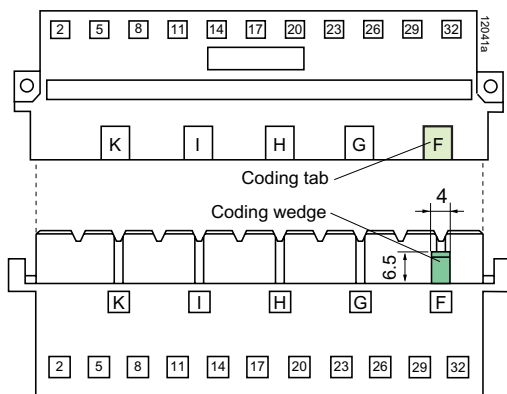 2 5 8 11 14 17 20 23 26 29 32
12041a
K I H G F
Coding tab
Coding wedge
4
6.5
K I H G F
2 5 8 11 14 17 20 23 26 29 32